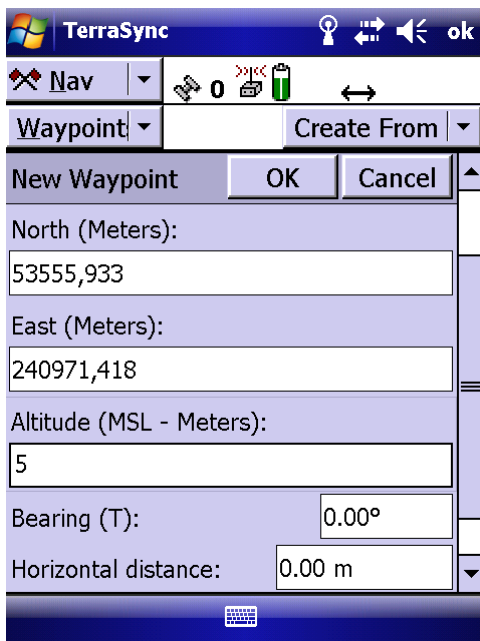 TerraSync ok
Nav 0
Waypoint Create From
New Waypoint OK Cancel
North (Meters):
53555,933
East (Meters):
240971,418
Altitude (MSL - Meters):
5
Bearing (T): 0.00°
Horizontal distance: 0.00 m